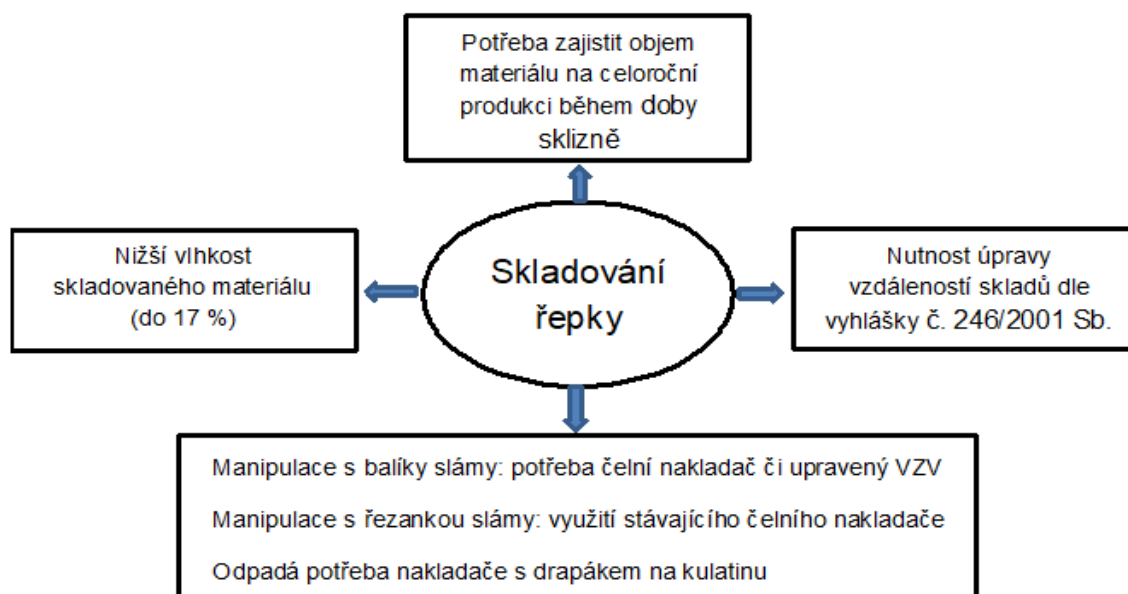 Potřeba zajistit objem
materiálu na celoroční
produkci během doby
sklizně
Nižší vlhkost
skladovaného materiálu
(do 17 %)
Skladování
řepky
Nutnost úpravy
vzdáleností skladů dle
vyhlášky č. 246/2001 Sb.
Manipulace s balíky slámy: potřeba čelní nakladač či upravený VZV
Manipulace s řezankou slámy: využití stávajícího čelního nakladače
Odpadá potřeba nakladače s drapákem na kulatinu